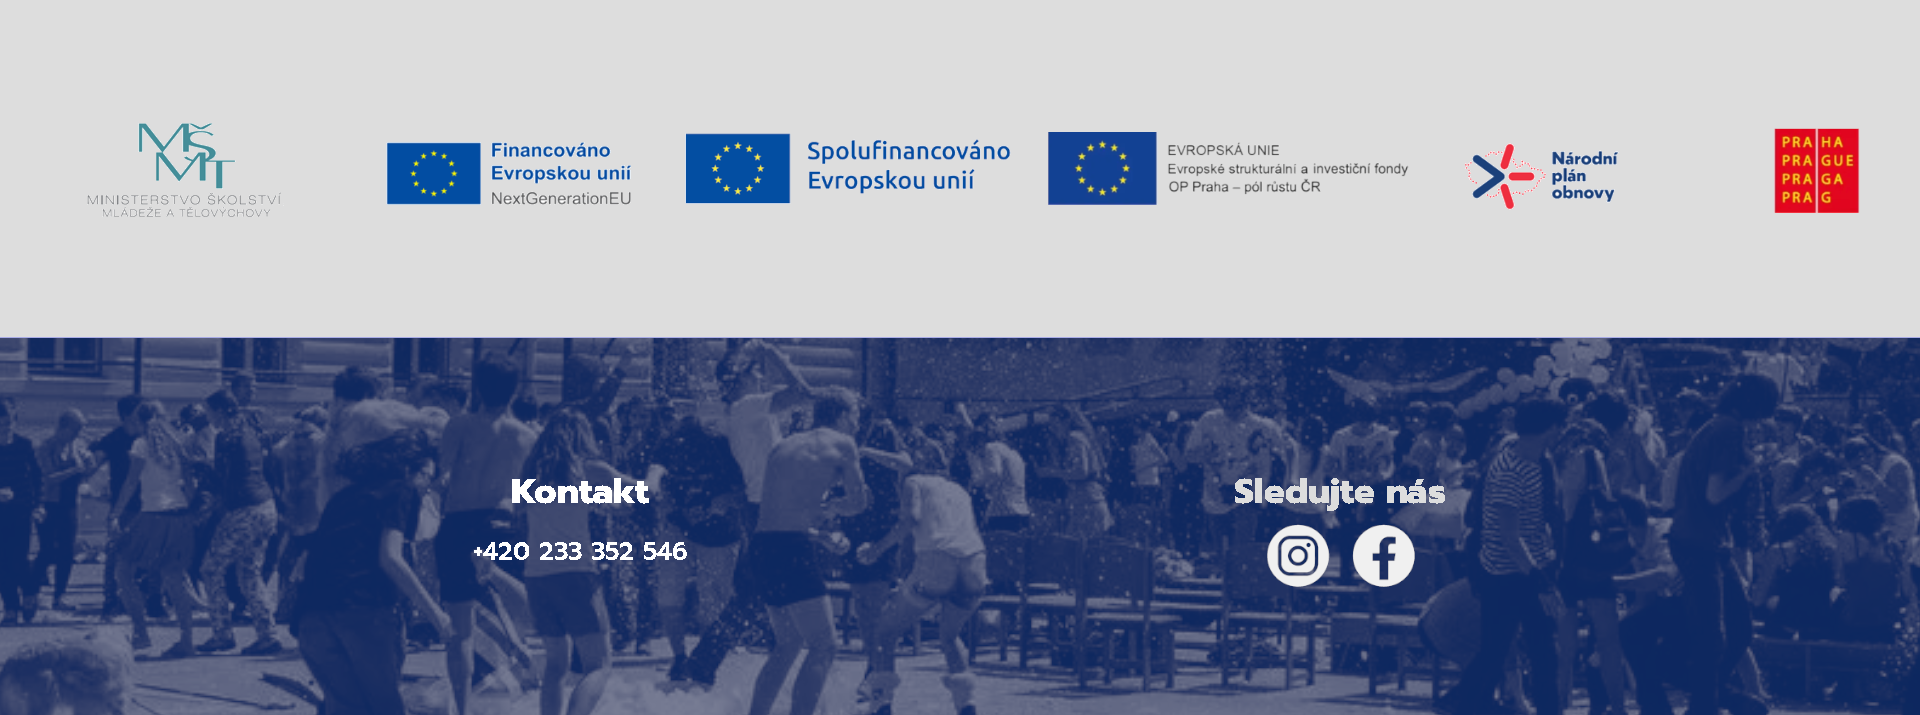 MŠMT
MINISTERSTVO ŠKOLSTVÍ
MLÁDEŽE A TĚLOVÝCHOVY
Financováno
Evropskou unií
NextGenerationEU
Spolufinancováno
Evropskou unií
EVROPSKÁ UNIE
Evropské strukturální a investiční fondy
OP Praha – pól růstu ČR
Národní
plán
obnovy
PRA HA
PRA GUE
PRA GA
PRA G
Kontakt
+420 233 352 546
Sledujte nás